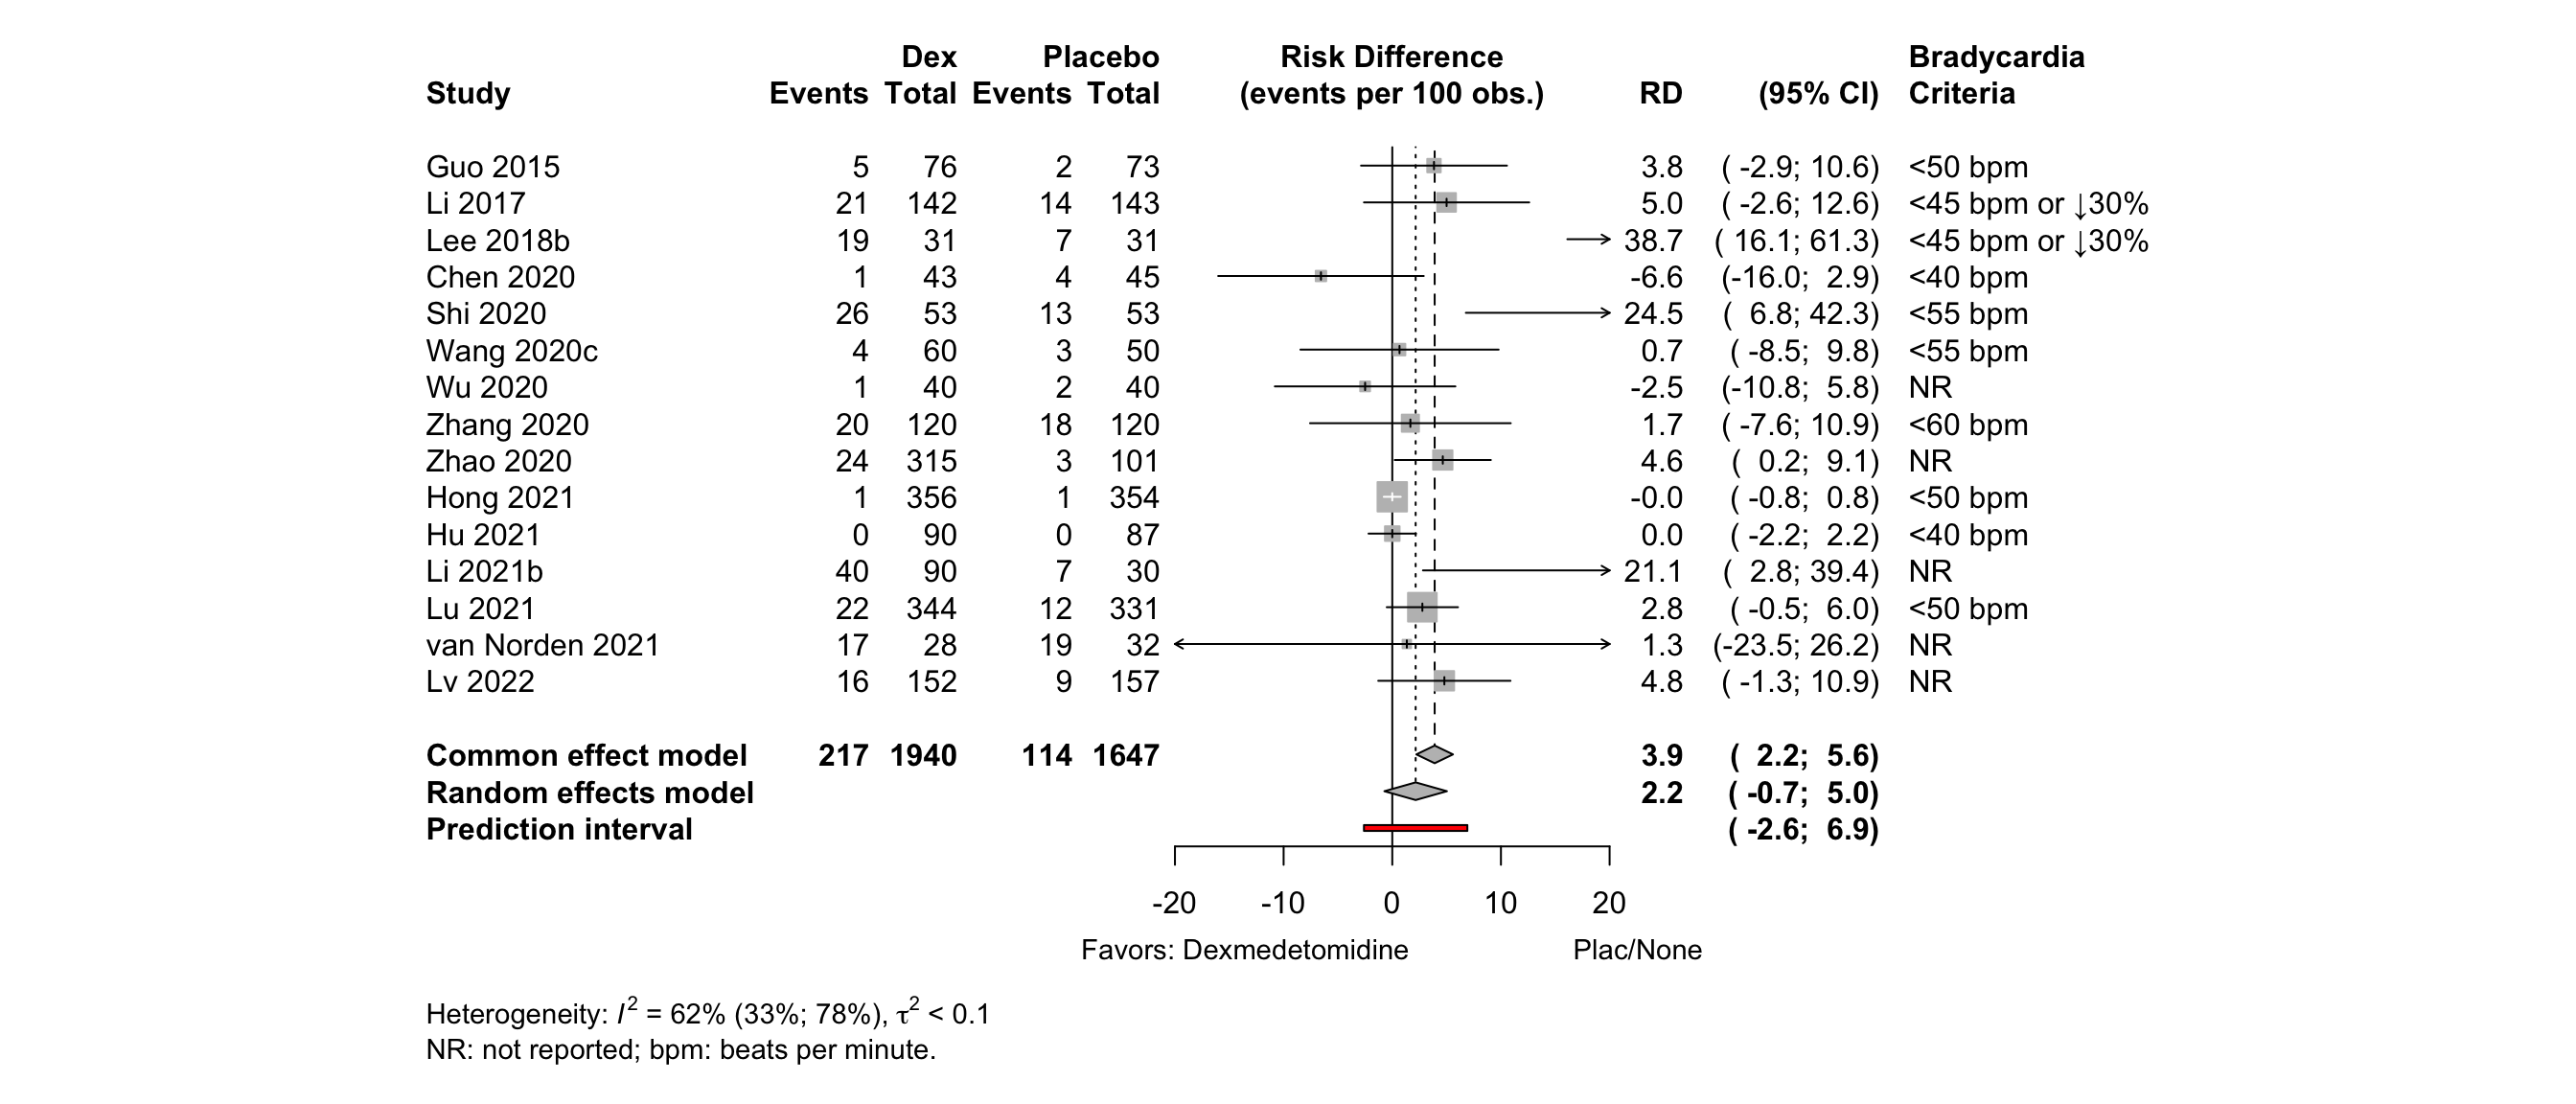 Dex Placebo Risk Difference Bradycardia
Study Events Total Events Total (events per 100 obs.) RD (95% CI) Criteria
Guo 2015 5 76 2 73 3.8 ( -2.9; 10.6) <50 bpm
Li 2017 21 142 14 143 5.0 ( -2.6; 12.6) <45 bpm or ↓30%
Lee 2018b 19 31 7 31 38.7 ( 16.1; 61.3) <45 bpm or ↓30%
Chen 2020 1 43 4 45 -6.6 (-16.0; 2.9) <40 bpm
Shi 2020 26 53 13 53 24.5 ( 6.8; 42.3) <55 bpm
Wang 2020c 4 60 3 50 0.7 ( -8.5; 9.8) <55 bpm
Wu 2020 1 40 2 40 -2.5 (-10.8; 5.8) NR
Zhang 2020 20 120 18 120 1.7 ( -7.6; 10.9) <60 bpm
Zhao 2020 24 315 3 101 4.6 ( 0.2; 9.1) NR
Hong 2021 1 356 1 354 -0.0 ( -0.8; 0.8) <50 bpm
Hu 2021 0 90 0 87 0.0 ( -2.2; 2.2) <40 bpm
Li 2021b 40 90 7 30 21.1 ( 2.8; 39.4) NR
Lu 2021 22 344 12 331 2.8 ( -0.5; 6.0) <50 bpm
van Norden 2021 17 28 19 32 1.3 (-23.5; 26.2) NR
Lv 2022 16 152 9 157 4.8 ( -1.3; 10.9) NR
Common effect model 217 1940 114 1647 3.9 ( 2.2; 5.6)
Random effects model 2.2 ( -0.7; 5.0)
Prediction interval ( -2.6; 6.9)
-20 -10 0 10 20
Favors: Dexmedetomidine Plac/None
Heterogeneity: I² = 62% (33%; 78%), τ² < 0.1
NR: not reported; bpm: beats per minute.